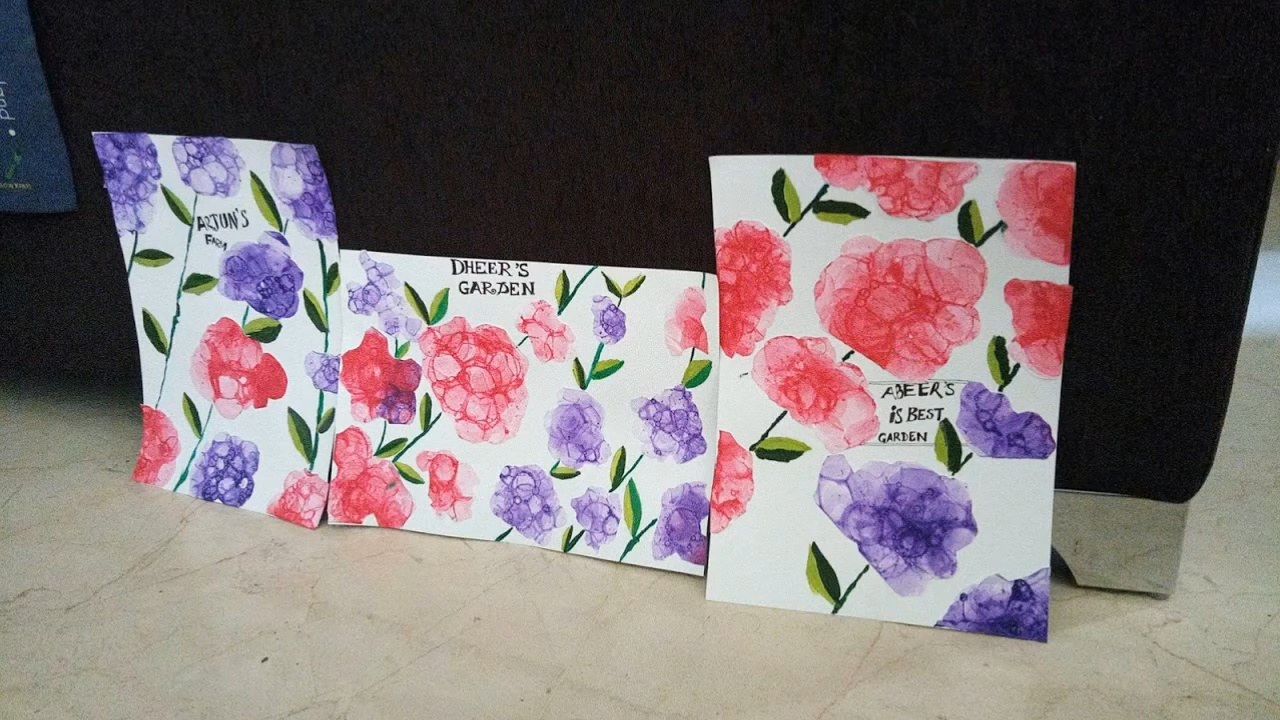 ARJUN'S
FARM
DHEER'S
GARDEN
ABEER'S
iS BEST
GARDEN